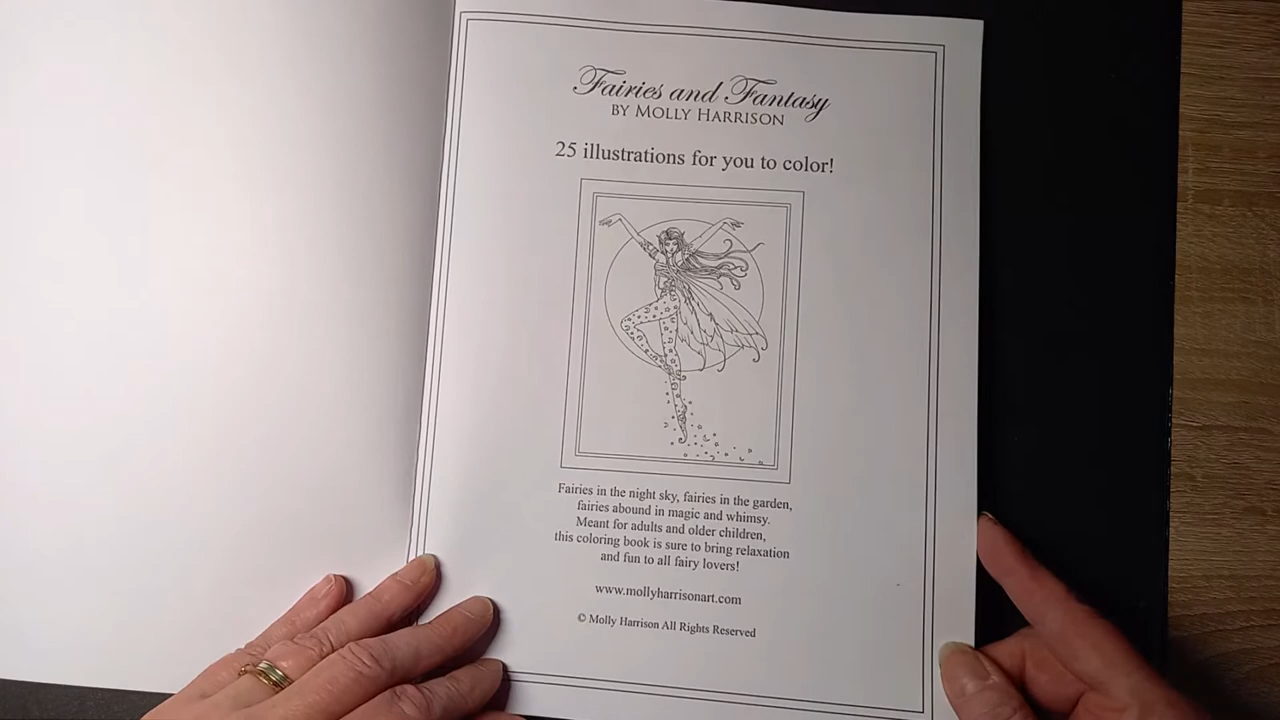 Fairies and Fantasy
BY MOLLY HARRISON
25 illustrations for you to color!
Fairies in the night sky, fairies in the garden,
fairies abound in magic and whimsy.
Meant for adults and older children,
this coloring book is sure to bring relaxation
and fun to all fairy lovers!
www.mollyharrisonart.com
© Molly Harrison All Rights Reserved